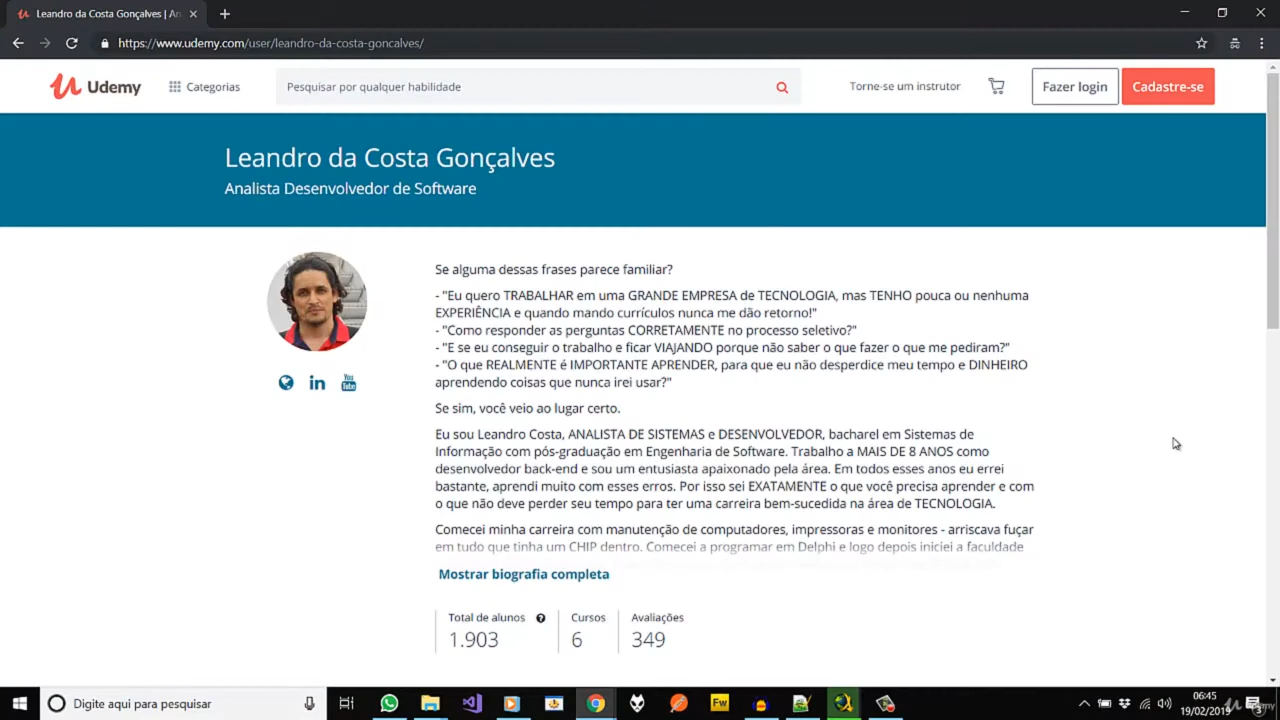 Leandro da Costa Gonçalves | An
https://www.udemy.com/user/leandro-da-costa-goncalves/
Udemy
Categorias
Pesquisar por qualquer habilidade
Torne-se um instrutor
Fazer login
Cadastre-se
Leandro da Costa Gonçalves
Analista Desenvolvedor de Software
Se alguma dessas frases parece familiar?
- "Eu quero TRABALHAR em uma GRANDE EMPRESA de TECNOLOGIA, mas TENHO pouca ou nenhuma
EXPERIÊNCIA e quando mando currículos nunca me dão retorno!"
- "Como responder as perguntas CORRETAMENTE no processo seletivo?"
- "E se eu conseguir o trabalho e ficar VIAJANDO porque não saber o que fazer o que me pediram?"
- "O que REALMENTE é IMPORTANTE APRENDER, para que eu não desperdice meu tempo e DINHEIRO
aprendendo coisas que nunca irei usar?"
Se sim, você veio ao lugar certo.
Eu sou Leandro Costa, ANALISTA DE SISTEMAS e DESENVOLVEDOR, bacharel em Sistemas de
Informação com pós-graduação em Engenharia de Software. Trabalho a MAIS DE 8 ANOS como
desenvolvedor back-end e sou um entusiasta apaixonado pela área. Em todos esses anos eu errei
bastante, aprendi muito com esses erros. Por isso sei EXATAMENTE o que você precisa aprender e com
o que não deve perder seu tempo para ter uma carreira bem-sucedida na área de TECNOLOGIA.
Comecei minha carreira com manutenção de computadores, impressoras e monitores - arriscava fuçar
em tudo que tinha um CHIP dentro. Comecei a programar em Delphi e logo depois iniciei a faculdade
Mostrar biografia completa
Total de alunos
Cursos
Avaliações
1.903
6
349
You
Tube
in
Digite aqui para pesquisar
Fw
06:45
19/02/2019
3
Udemy